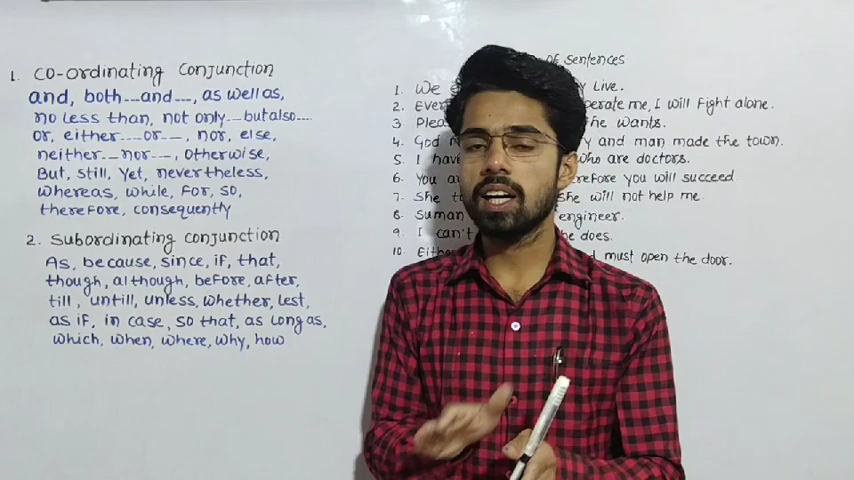 1. CO-ordinating Conjunction
and, both---and---, as well as,
no less than, not only---but also---
or, either---or---, nor, else,
neither---nor---, otherwise,
But, still, yet, nevertheless,
whereas, while, For, so,
therefore, consequently
2. Subordinating conjunction
As, because, since, if, that,
though, although, before, after,
till, untill, unless, whether, lest,
as if, in case, so that, as long as,
which, when, where, why, how
of sentences
1. We Live.
2. me, I will Fight alone.
3. he wants.
4. God and man made the town.
5. I who are doctors.
6. You you will succeed
7. She she will not help me.
8. Suman engineer.
9. I can't he does.
10. must open the door.